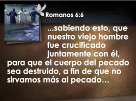 Romanos 6:6
...sabiendo esto, que
nuestro viejo hombre
fue crucificado
juntamente con él,
para que el cuerpo del pecado
sea destruido, a fin de que no
sirvamos más al pecado...